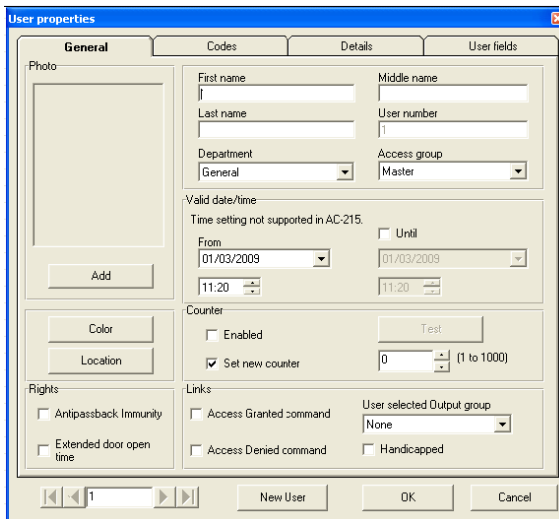 User properties
General Codes Details User fields
Photo
First name Middle name
Last name User number
1
Department Access group
General Master
Add
Valid date/time
Time setting not supported in AC-215.
From Until
01/03/2009 01/03/2009
11:20 11:20
Color
Location
Counter
Enabled Test
Set new counter 0 (1 to 1000)
Rights
Antipassback Immunity
Extended door open
time
Links
Access Granted command User selected Output group
None
Access Denied command Handicapped
1 New User OK Cancel